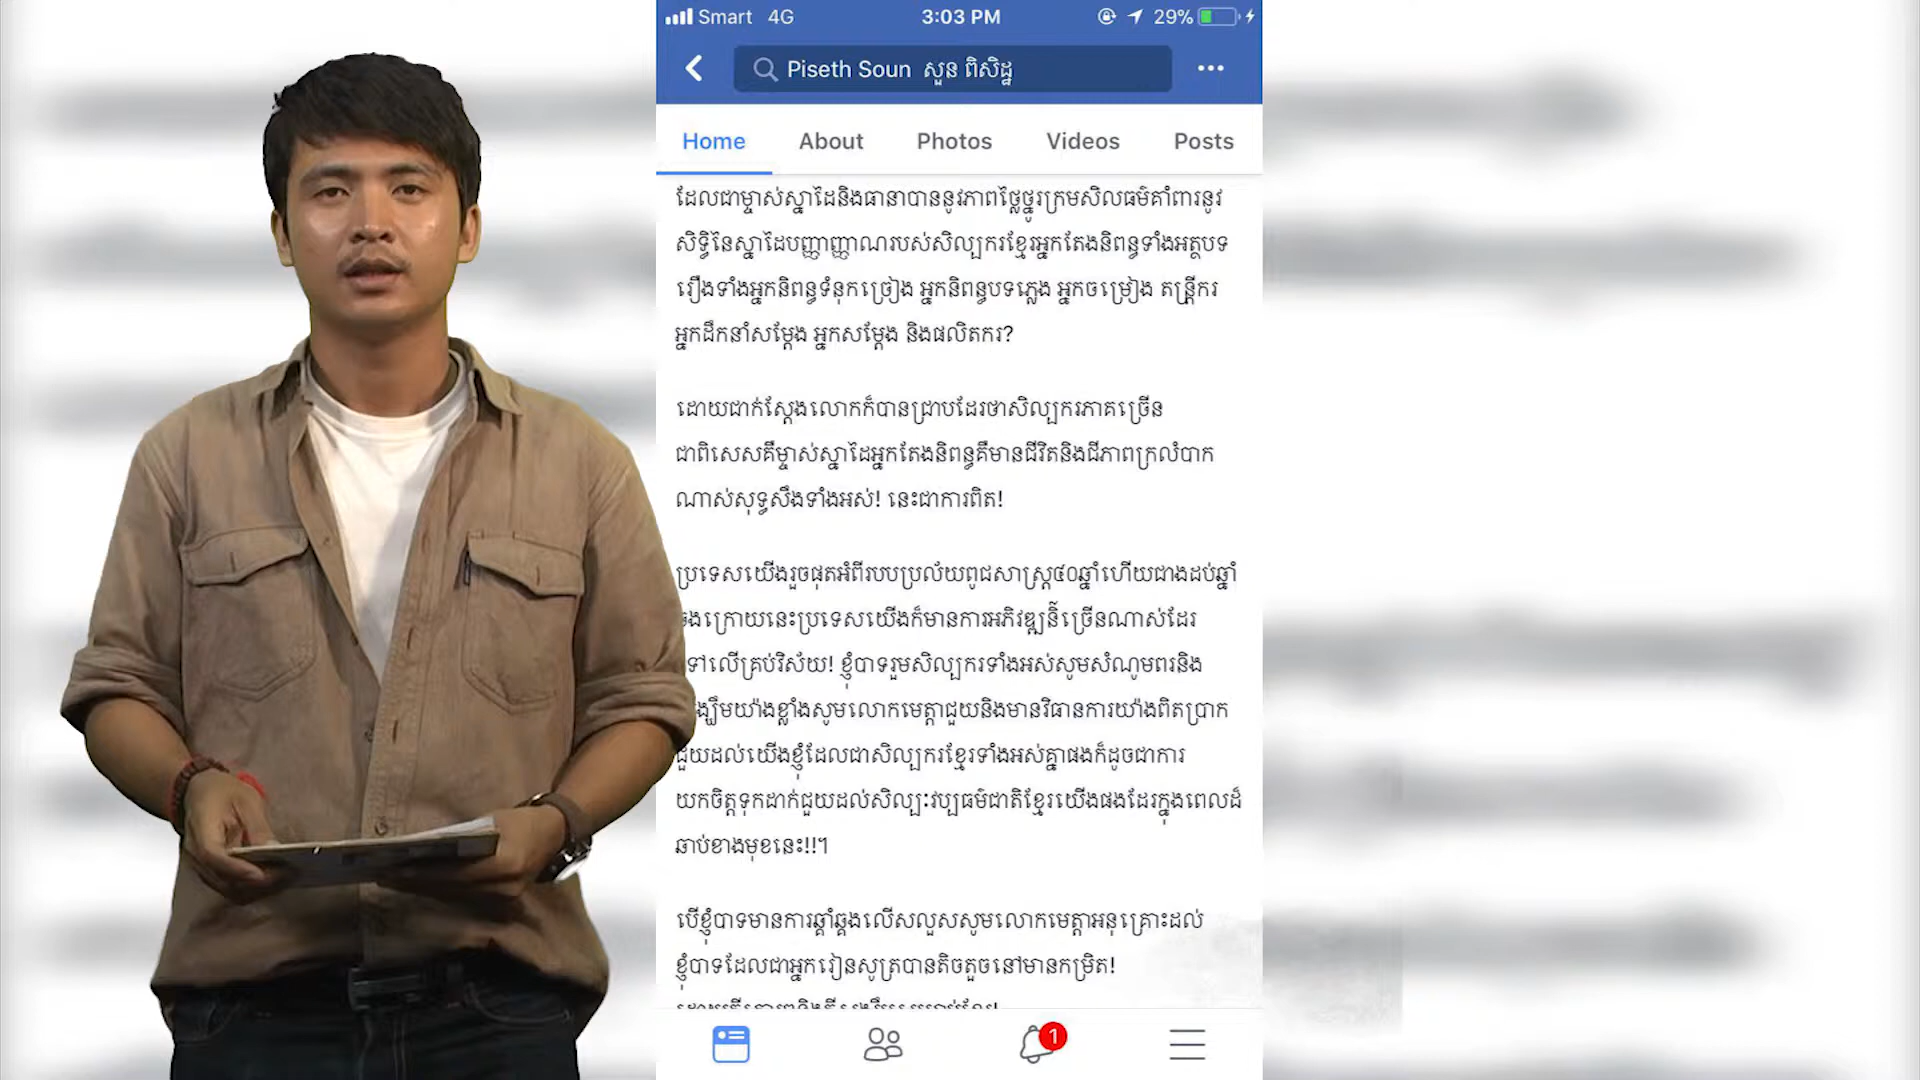 Smart 4G 3:03 PM 29%
Piseth Soun សួន ពិសិដ្ឋ
Home About Photos Videos Posts
ដែលជាម្ចាស់ស្នាដៃនិងធានាបាននូវភាពថ្លៃថ្នូរក្រមសិលធម៌គាំពារនូវ
សិទ្ធិនៃស្នាដៃបញ្ញាញ្ញាណរបស់សិល្បករខ្មែរអ្នកតែងនិពន្ធទាំងអត្ថបទ
រឿងទាំងអ្នកនិពន្ធទំនុកច្រៀង អ្នកនិពន្ធបទភ្លេង អ្នកចម្រៀង តន្ត្រីករ
អ្នកដឹកនាំសម្តែង អ្នកសម្តែង និងផលិតករ?
ដោយជាក់ស្តែងលោកក៏បានជ្រាបដែរថាសិល្បករភាគច្រើន
ជាពិសេសគឺម្ចាស់ស្នាដៃអ្នកតែងនិពន្ធគឺមានជីវិតនិងជីភាពក្រលំបាក
ណាស់សុទ្ធសឹងទាំងអស់! នេះជាការពិត!
ប្រទេសយើងរួចផុតអំពីរបបប្រល័យពូជសាស្ត្រ៤០ឆ្នាំហើយជាងដប់ឆ្នាំ
ចុងក្រោយនេះប្រទេសយើងក៏មានការអភិវឌ្ឍន៍ច្រើនណាស់ដែរ
នៅលើគ្រប់វិស័យ! ខ្ញុំបាទរួមសិល្បករទាំងអស់សូមសំណូមពរនិង
សង្ឃឹមយ៉ាងខ្លាំងសូមលោកមេត្តាជួយនិងមានវិធានការយ៉ាងពិតប្រាក
ជួយដល់យើងខ្ញុំដែលជាសិល្បករខ្មែរទាំងអស់គ្នាផងក៏ដូចជាការ
យកចិត្តទុកដាក់ជួយដល់សិល្បៈវប្បធម៌ជាតិខ្មែរយើងផងដែរក្នុងពេលដ៏
ឆាប់ខាងមុខនេះ!!។
បើខ្ញុំបាទមានការឆ្គាំឆ្គងលើសលួសសូមលោកមេត្តាអនុគ្រោះដល់
ខ្ញុំបាទដែលជាអ្នករៀនសូត្របានតិចតួចនៅមានកម្រិត!
1